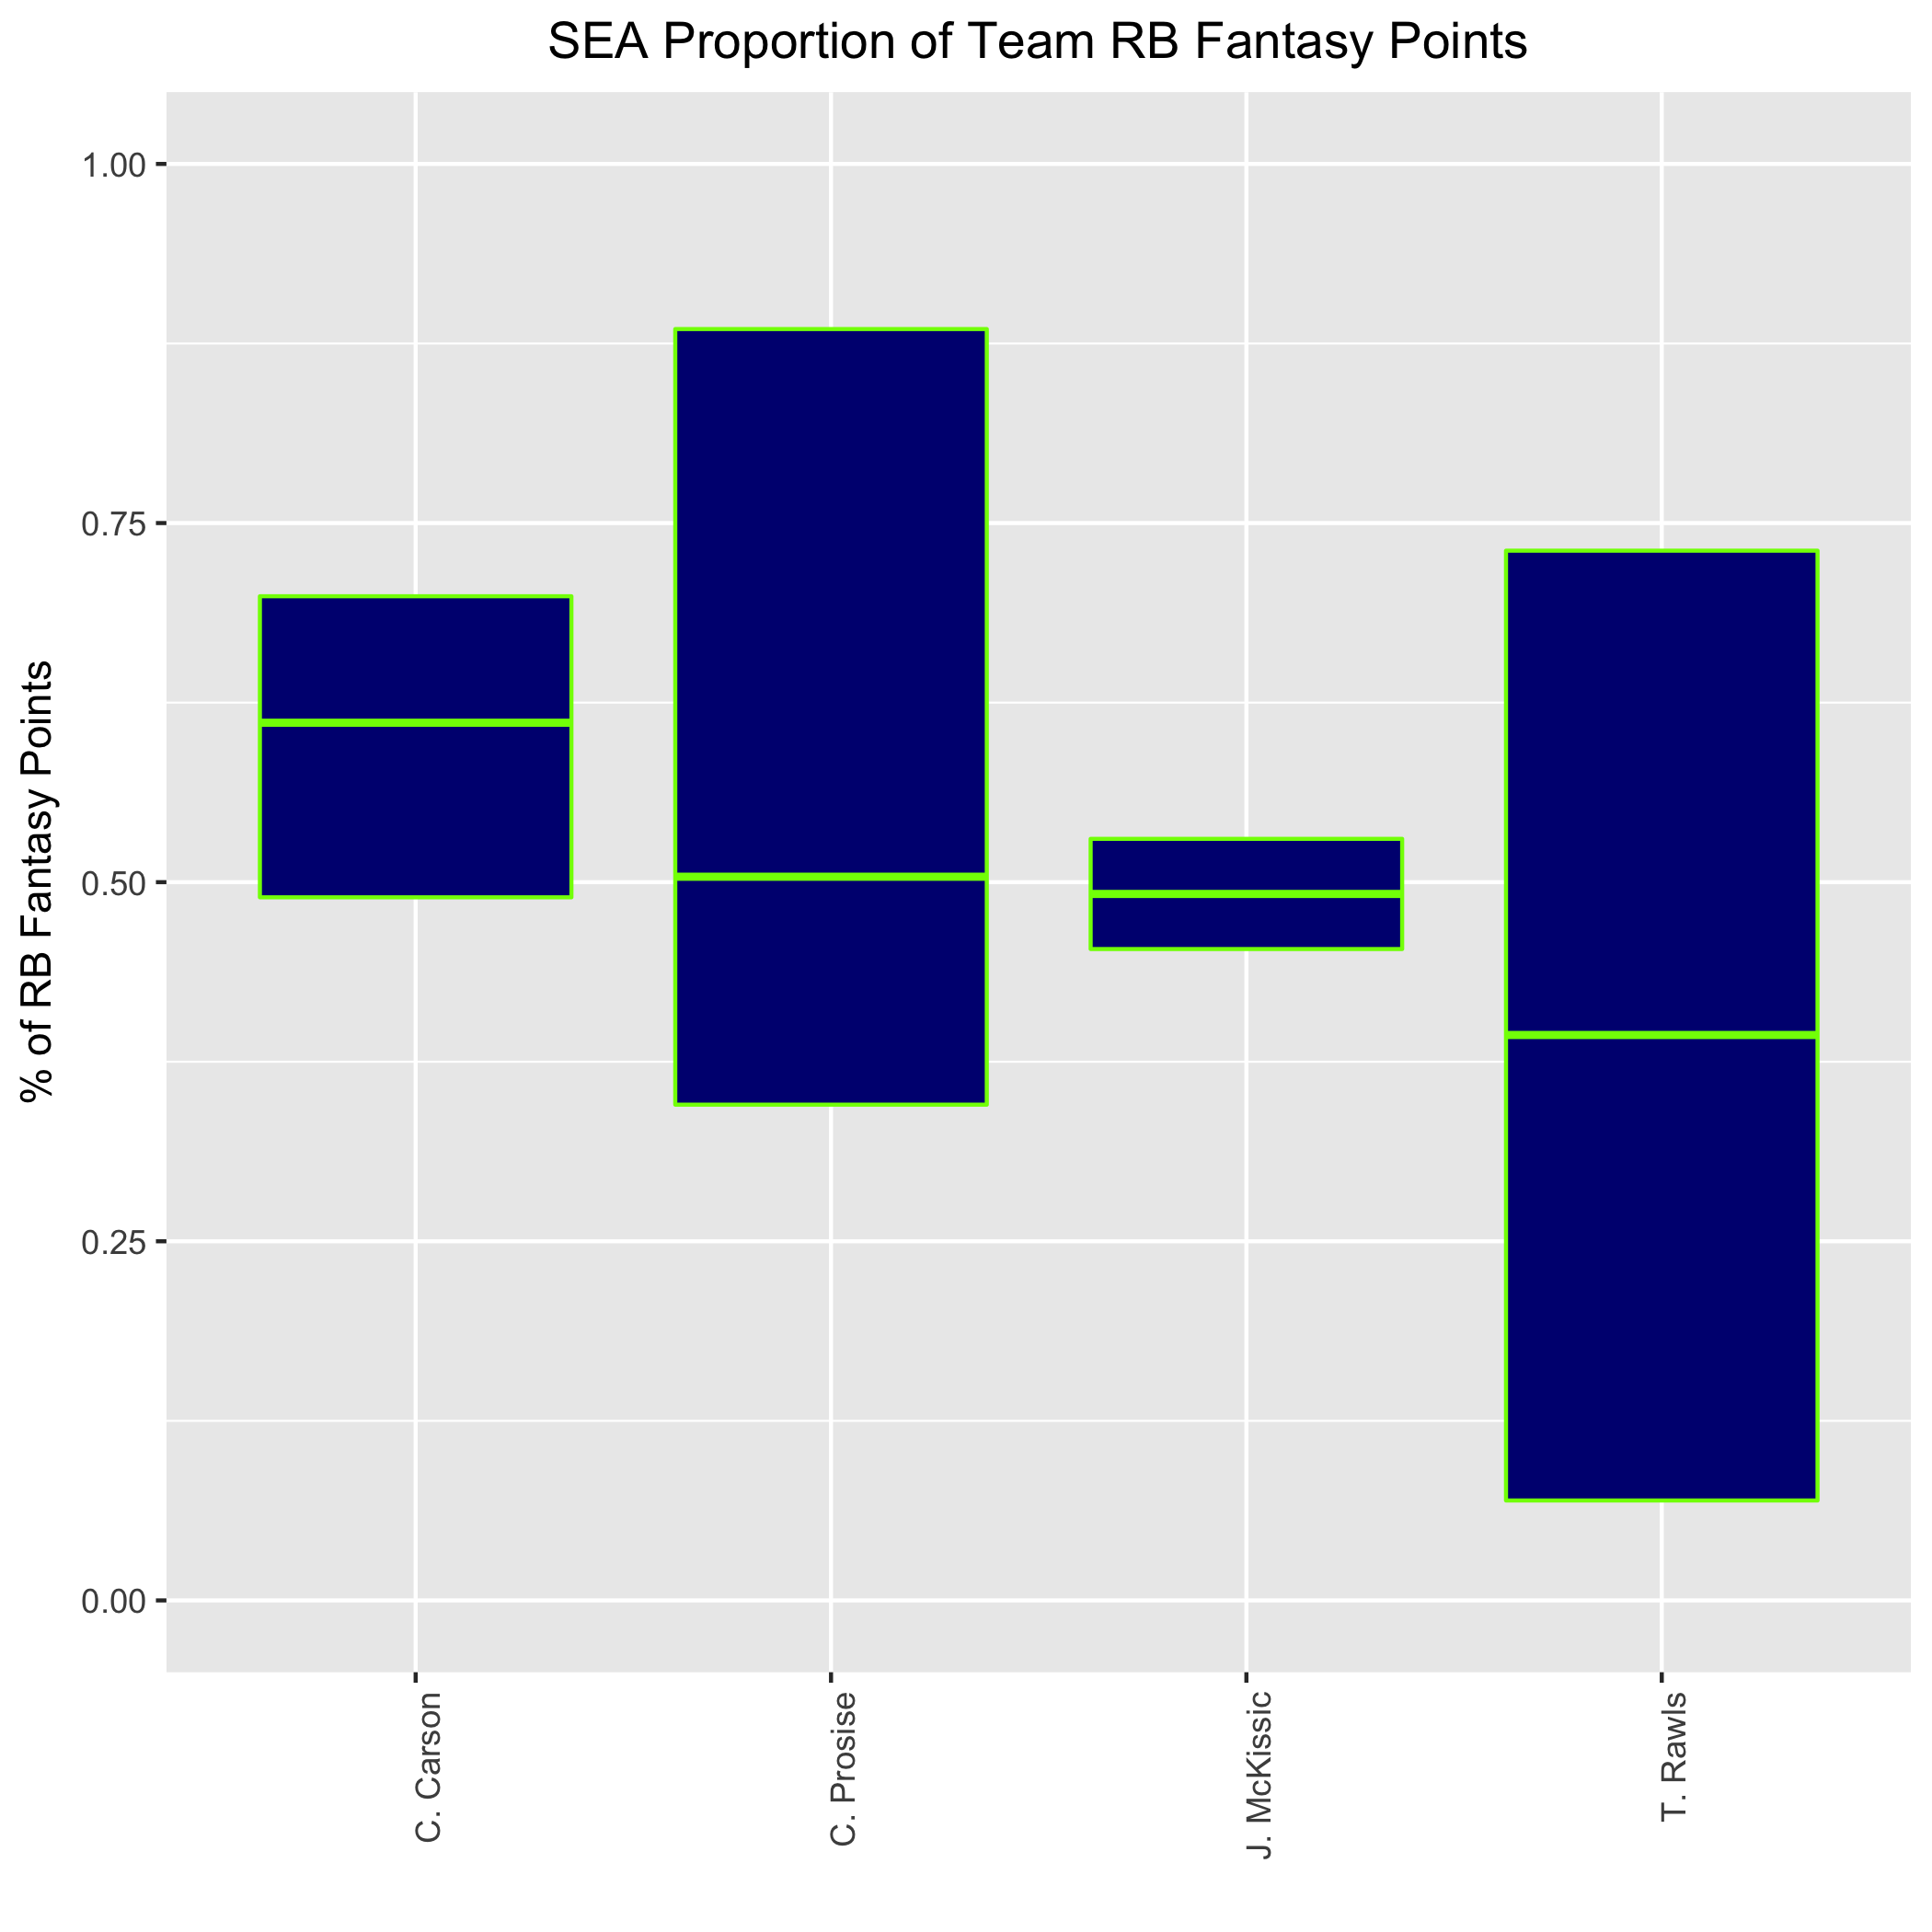 SEA Proportion of Team RB Fantasy Points
% of RB Fantasy Points
1.00
0.75
0.50
0.25
0.00
C. Carson
C. Prosise
J. McKissic
T. Rawls